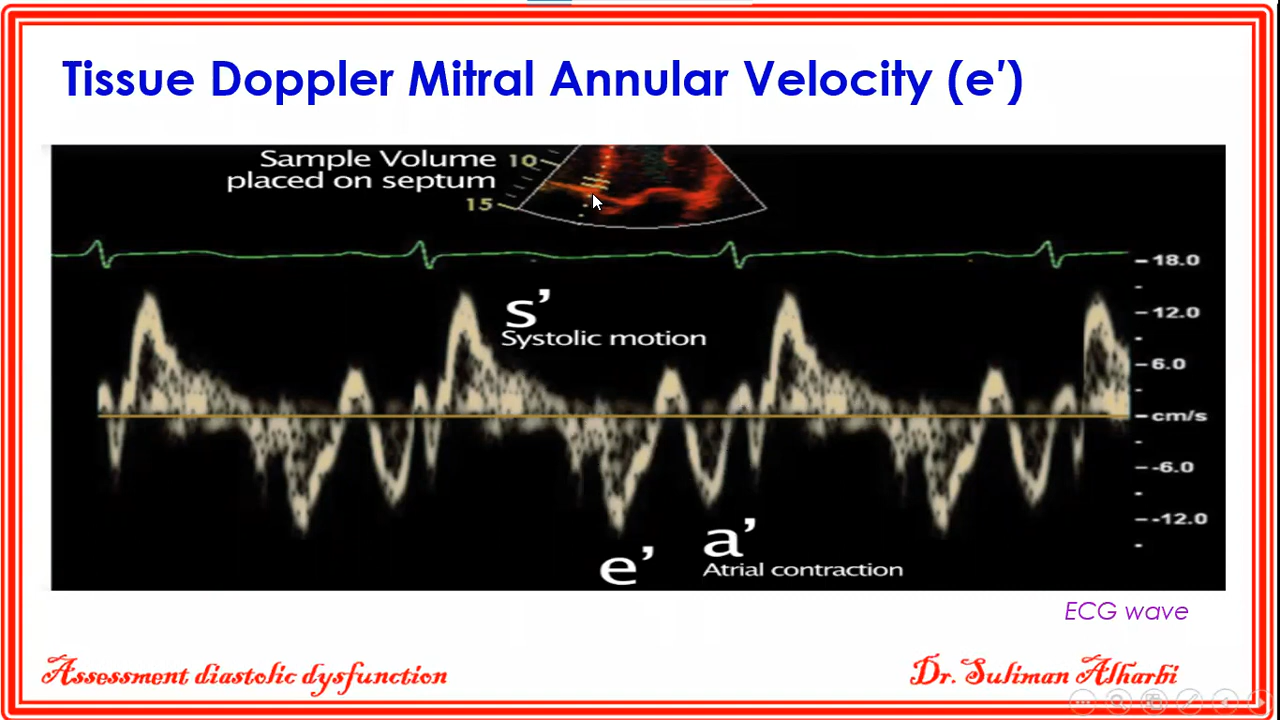 Tissue Doppler Mitral Annular Velocity (e′)
Sample Volume
placed on septum
10
15
18.0
12.0
6.0
cm/s
-6.0
-12.0
s’
Systolic motion
e’
a’
Atrial contraction
ECG wave
Assessment diastolic dysfunction
Dr. Suliman Alharbi